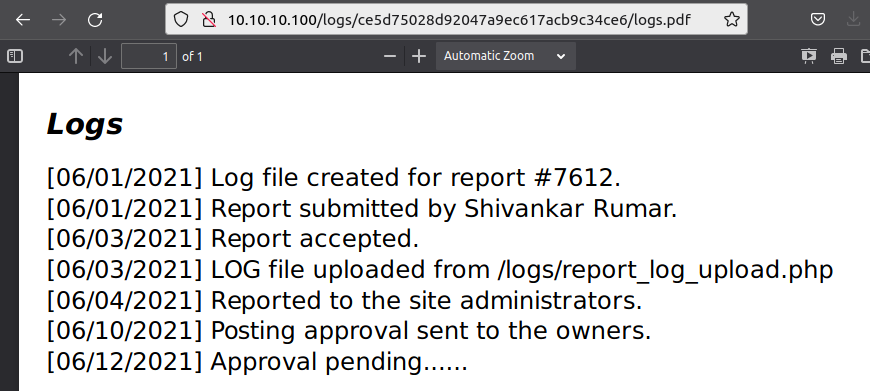 10.10.10.100/logs/ce5d75028d92047a9ec617acb9c34ce6/logs.pdf
1 of 1 Automatic Zoom
Logs
[06/01/2021] Log file created for report #7612.
[06/01/2021] Report submitted by Shivankar Rumar.
[06/03/2021] Report accepted.
[06/03/2021] LOG file uploaded from /logs/report_log_upload.php
[06/04/2021] Reported to the site administrators.
[06/10/2021] Posting approval sent to the owners.
[06/12/2021] Approval pending......